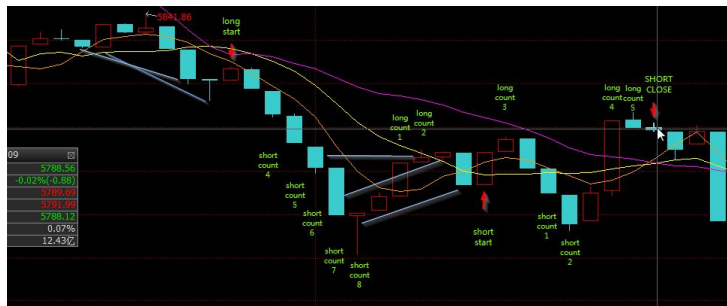 5841.86
long
start
SHORT
CLOSE
long
count
3
long
count
4
long
count
5
long
count
1
long
count
2
short
count
4
short
count
5
short
count
6
short
count
7
short
count
8
short
start
short
count
1
short
count
2
09
5788.56
-0.02%(-0.88)
5789.69
5791.99
5788.12
0.07%
12.43亿